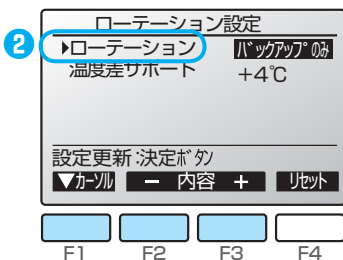 ローテーション設定
2 ▶ローテーション バックアップのみ
温度差サポート +4℃
設定更新:決定ボタン
▼カーソル － 内容 ＋ リセット
F1 F2 F3 F4